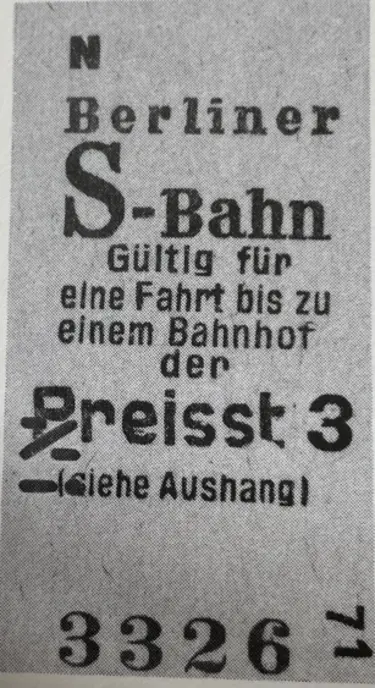 N
Berliner
S-Bahn
Gültig für
eine Fahrt bis zu
einem Bahnhof
der
Preisst 3
(siehe Aushang)
3326
71